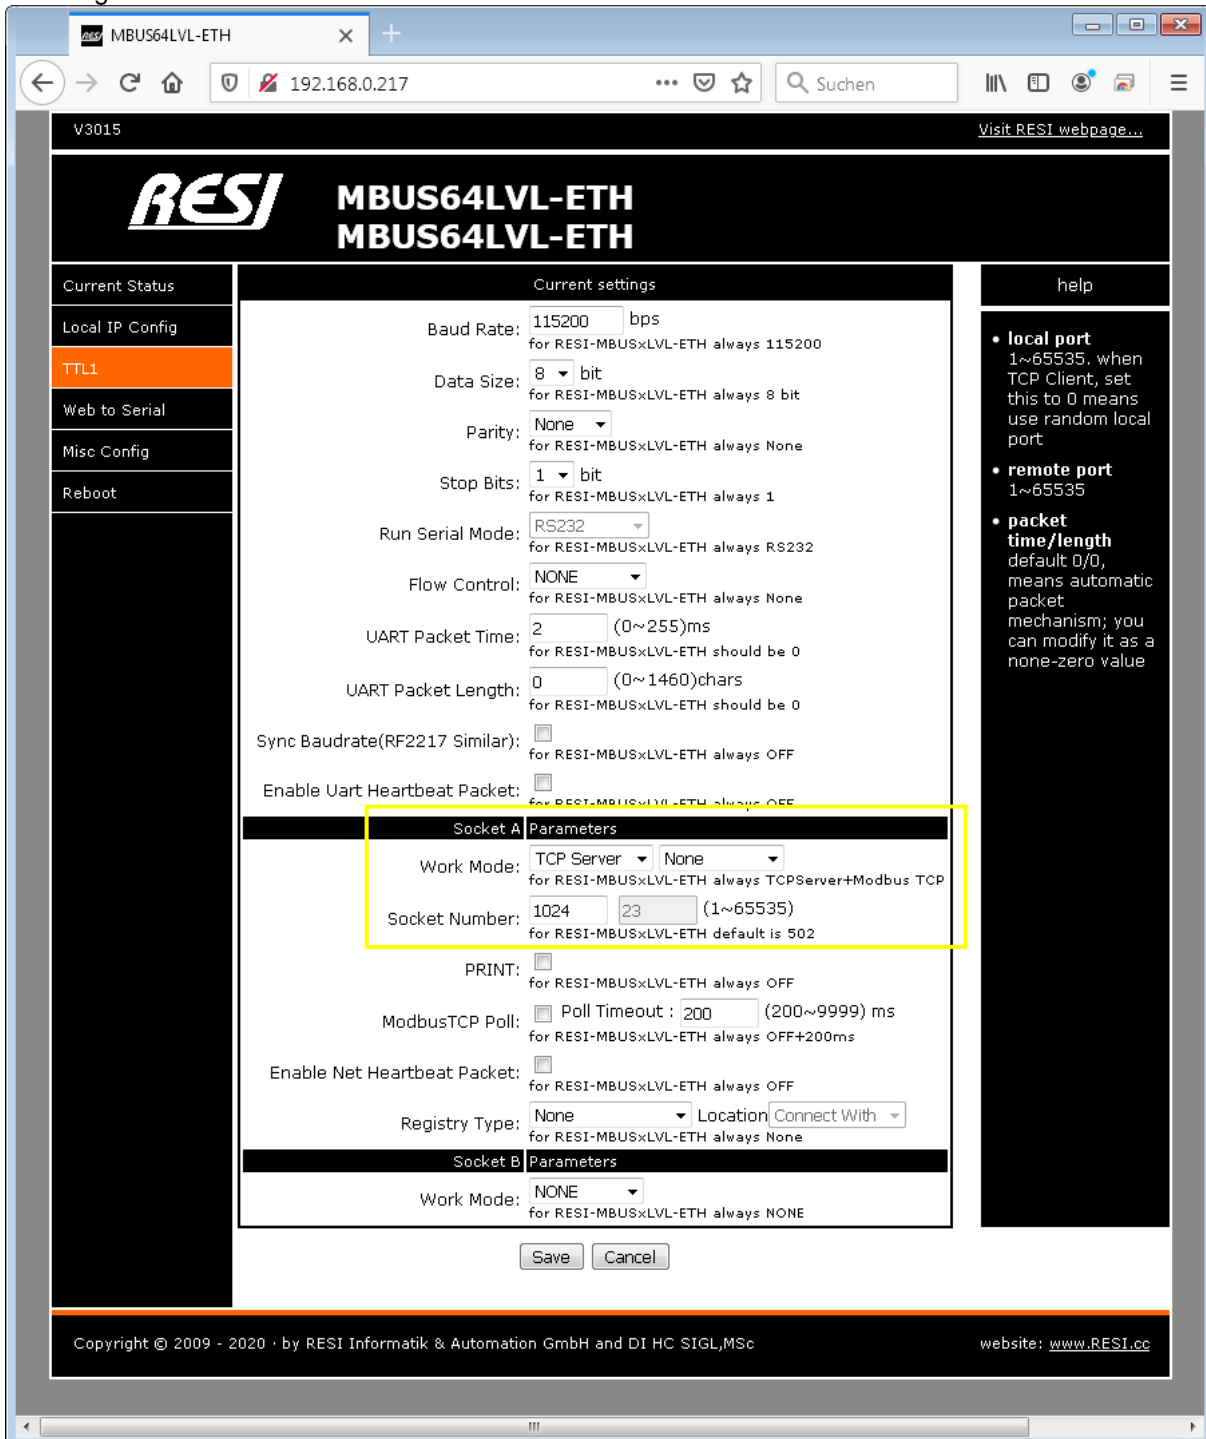 MBUS64LVL-ETH
192.168.0.217
Suchen
V3015
Visit RESI webpage...
RESI
MBUS64LVL-ETH
MBUS64LVL-ETH
Current Status
Local IP Config
TTL1
Web to Serial
Misc Config
Reboot
Current settings
Baud Rate: 115200 bps
for RESI-MBUSxLVL-ETH always 115200
Data Size: 8 bit
for RESI-MBUSxLVL-ETH always 8 bit
Parity: None
for RESI-MBUSxLVL-ETH always None
Stop Bits: 1 bit
for RESI-MBUSxLVL-ETH always 1
Run Serial Mode: RS232
for RESI-MBUSxLVL-ETH always RS232
Flow Control: NONE
for RESI-MBUSxLVL-ETH always None
UART Packet Time: 2 (0~255)ms
for RESI-MBUSxLVL-ETH should be 0
UART Packet Length: 0 (0~1460)chars
for RESI-MBUSxLVL-ETH should be 0
Sync Baudrate(RF2217 Similar):
for RESI-MBUSxLVL-ETH always OFF
Enable Uart Heartbeat Packet:
for RESI-MBUSxLVL-ETH always OFF
Socket A Parameters
Work Mode: TCP Server None
for RESI-MBUSxLVL-ETH always TCPServer+Modbus TCP
Socket Number: 1024 23 (1~65535)
for RESI-MBUSxLVL-ETH default is 502
PRINT:
for RESI-MBUSxLVL-ETH always OFF
ModbusTCP Poll: Poll Timeout : 200 (200~9999) ms
for RESI-MBUSxLVL-ETH always OFF+200ms
Enable Net Heartbeat Packet:
for RESI-MBUSxLVL-ETH always OFF
Registry Type: None Location Connect With
for RESI-MBUSxLVL-ETH always None
Socket B Parameters
Work Mode: NONE
for RESI-MBUSxLVL-ETH always NONE
Save Cancel
help
• local port
1~65535. when
TCP Client, set
this to 0 means
use random local
port
• remote port
1~65535
• packet
time/length
default 0/0,
means automatic
packet
mechanism; you
can modify it as a
none-zero value
Copyright © 2009 - 2020 · by RESI Informatik & Automation GmbH and DI HC SIGL,MSc
website: www.RESI.cc